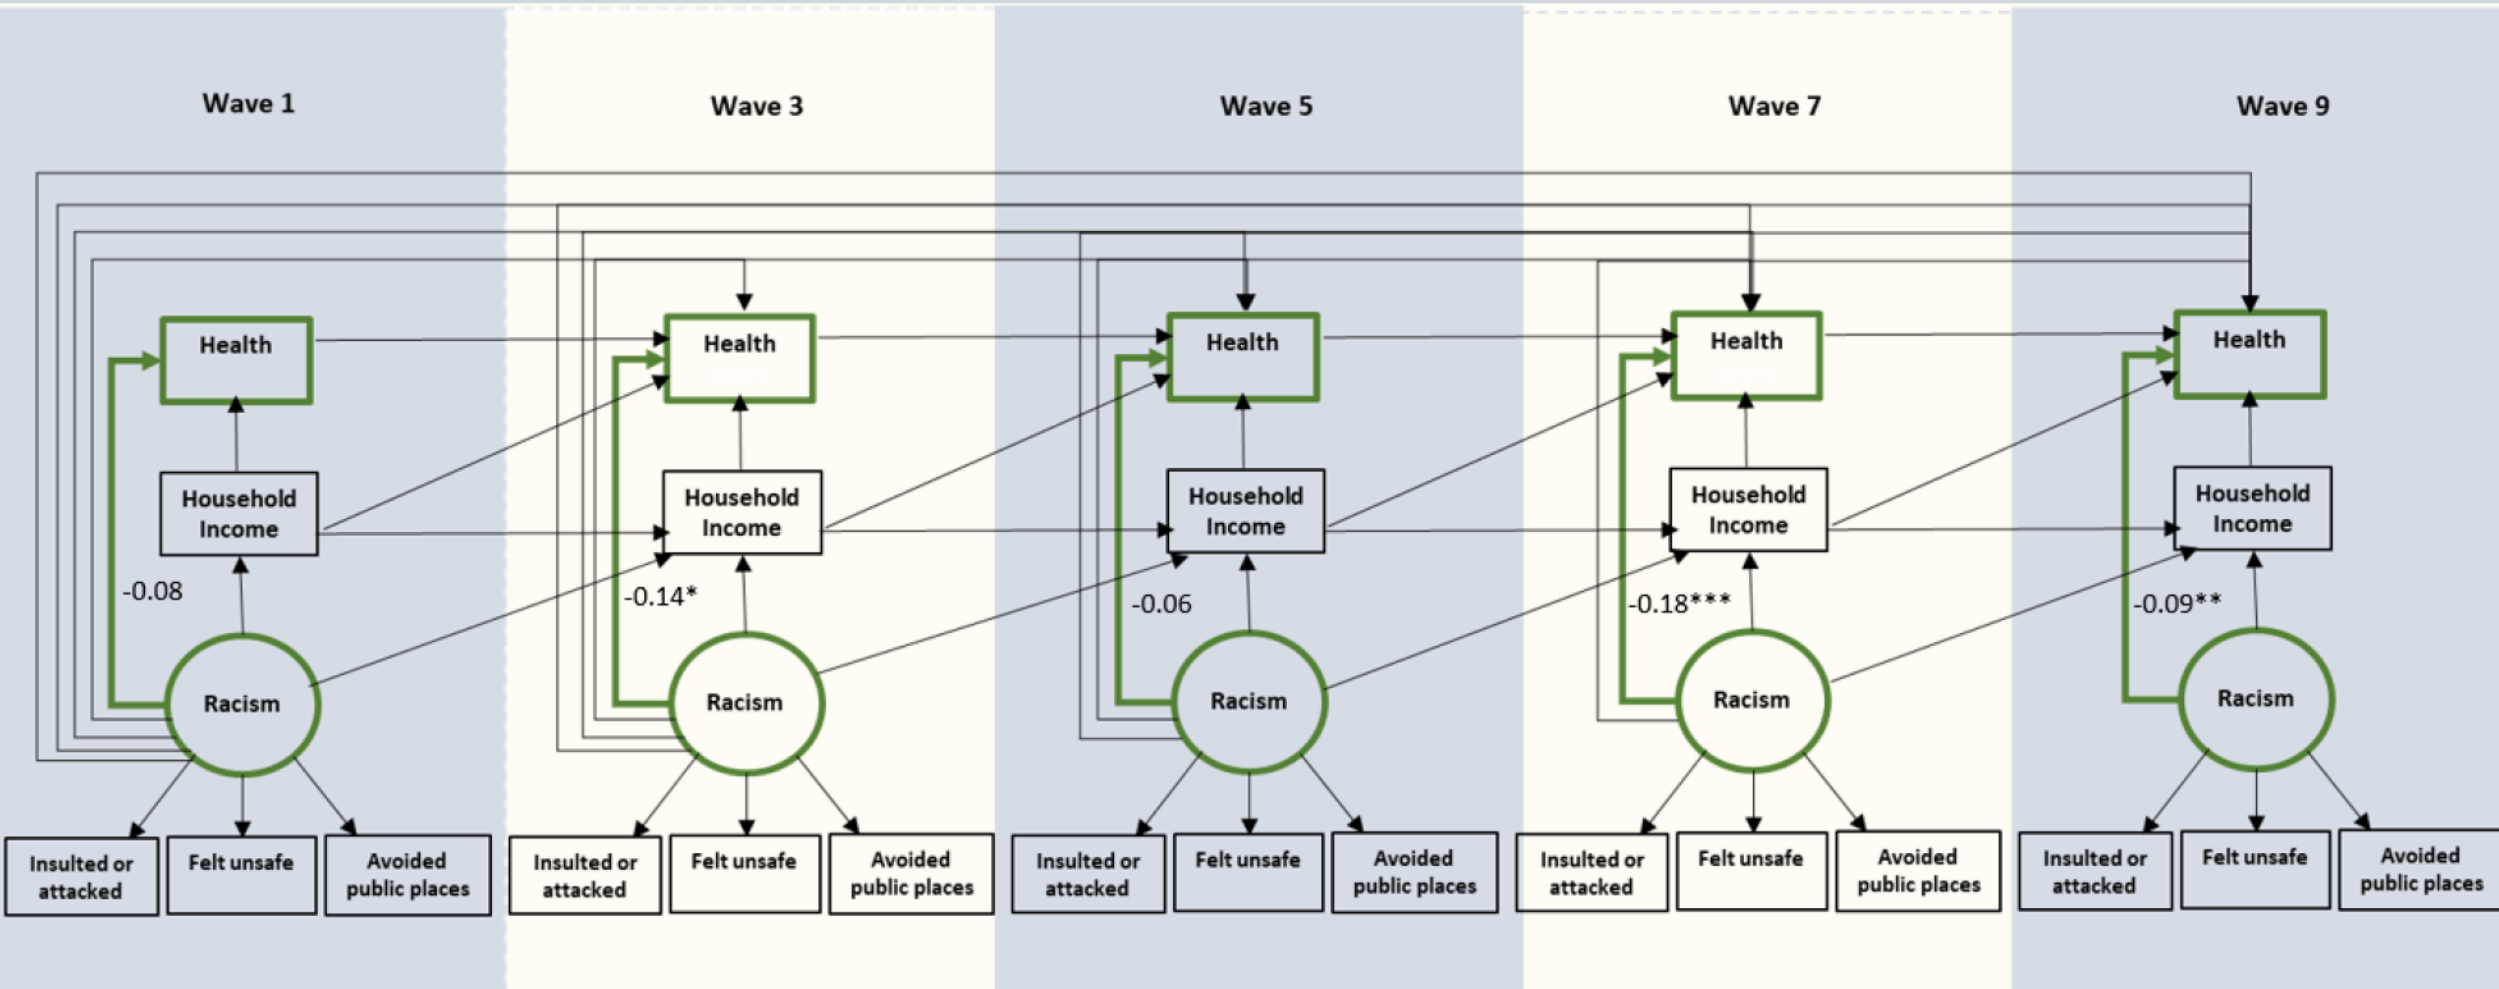 Wave 1
Wave 3
Wave 5
Wave 7
Wave 9
Health
Health
Health
Health
Health
Household
Income
Household
Income
Household
Income
Household
Income
Household
Income
-0.08
-0.14*
-0.06
-0.18***
-0.09**
Racism
Racism
Racism
Racism
Racism
Insulted or
attacked
Felt unsafe
Avoided
public places
Insulted or
attacked
Felt unsafe
Avoided
public places
Insulted or
attacked
Felt unsafe
Avoided
public places
Insulted or
attacked
Felt unsafe
Avoided
public places
Insulted or
attacked
Felt unsafe
Avoided
public places